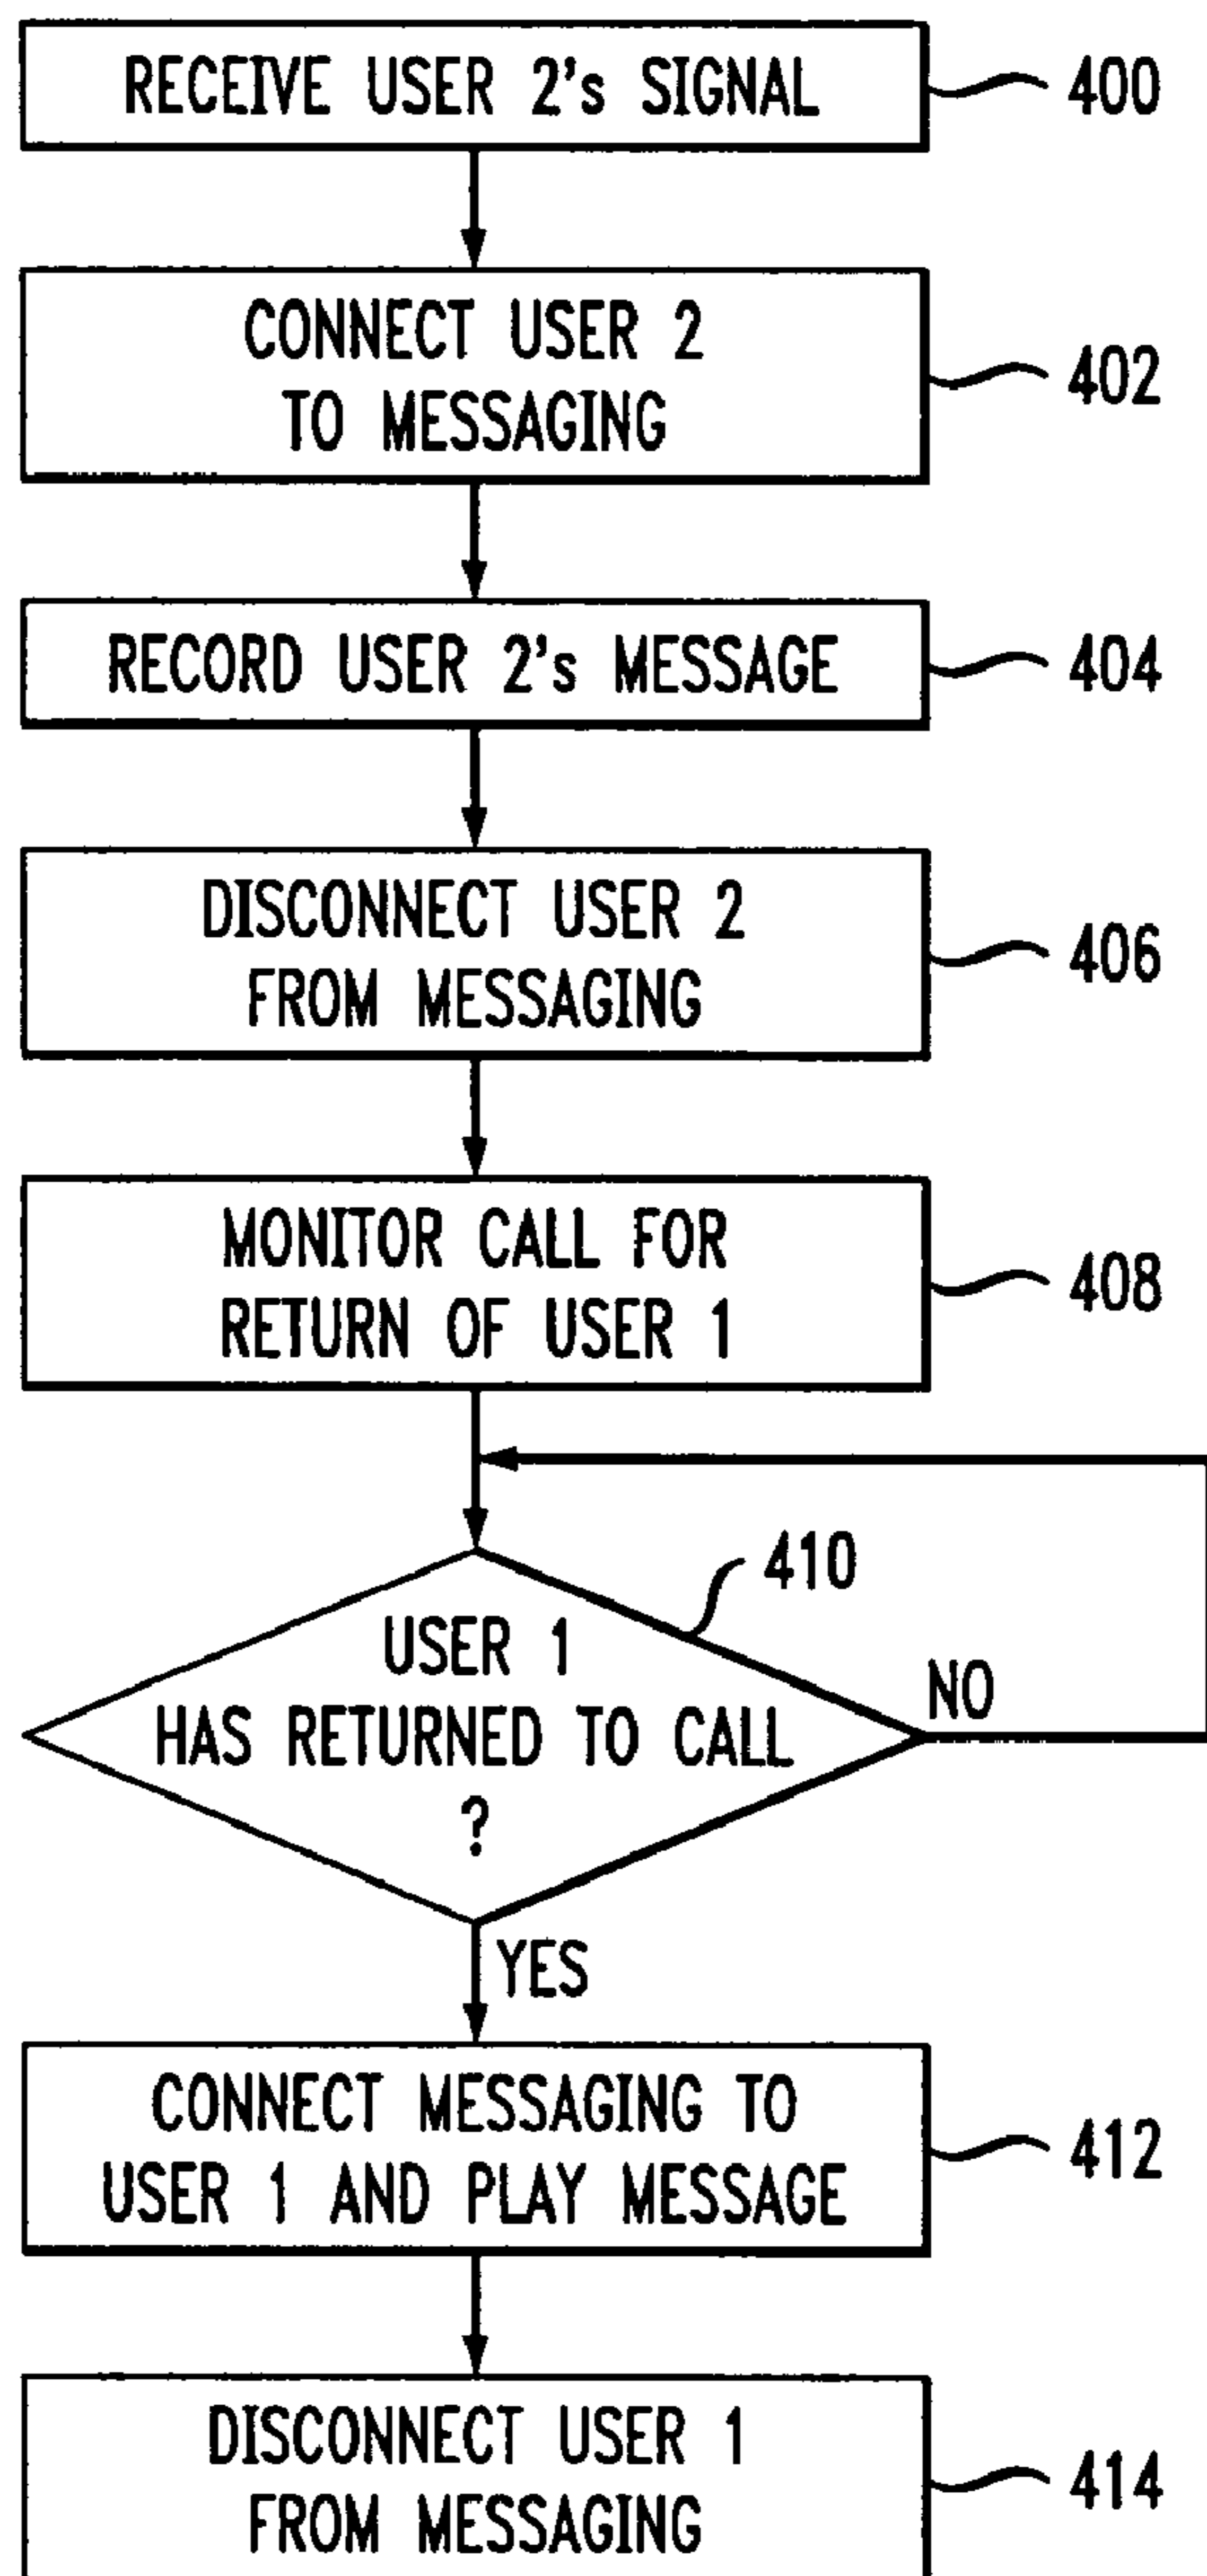 RECEIVE USER 2's SIGNAL
400
CONNECT USER 2
TO MESSAGING
402
RECORD USER 2's MESSAGE
404
DISCONNECT USER 2
FROM MESSAGING
406
MONITOR CALL FOR
RETURN OF USER 1
408
410
USER 1
HAS RETURNED TO CALL
?
NO
YES
CONNECT MESSAGING TO
USER 1 AND PLAY MESSAGE
412
DISCONNECT USER 1
FROM MESSAGING
414